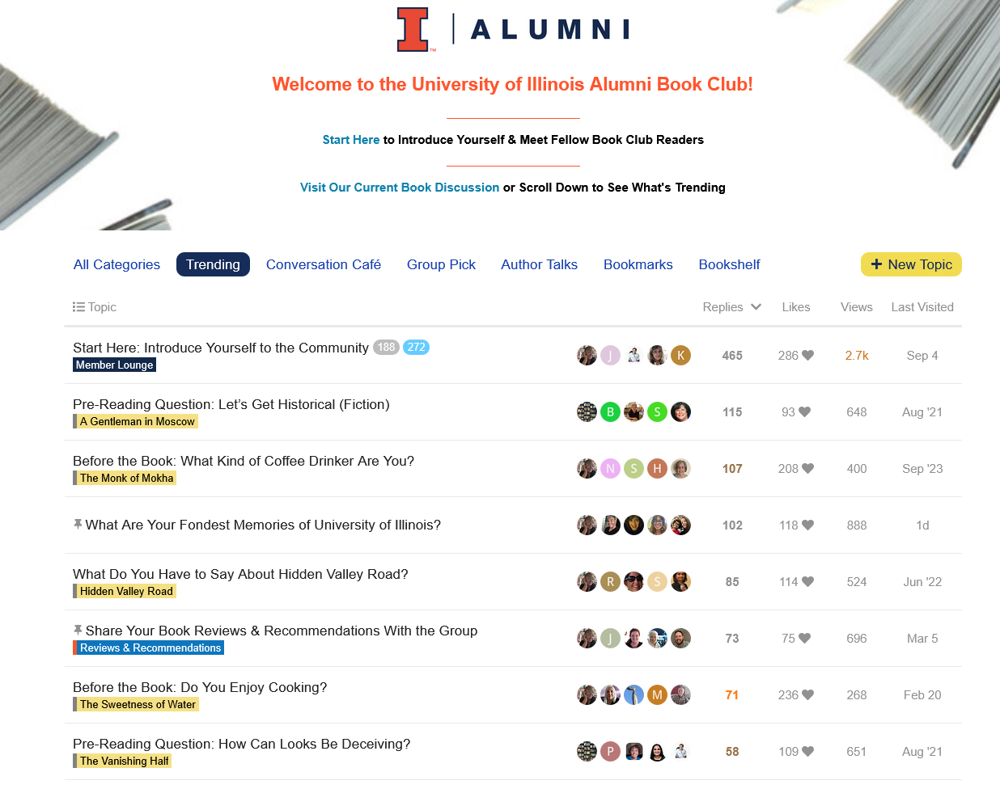 I ™ | ALUMNI
Welcome to the University of Illinois Alumni Book Club!
Start Here to Introduce Yourself & Meet Fellow Book Club Readers
Visit Our Current Book Discussion or Scroll Down to See What's Trending
All Categories Trending Conversation Café Group Pick Author Talks Bookmarks Bookshelf + New Topic
Topic Replies Likes Views Last Visited
Start Here: Introduce Yourself to the Community 188 272 J K 465 286 2.7k Sep 4
Member Lounge
Pre-Reading Question: Let’s Get Historical (Fiction) B S 115 93 648 Aug '21
A Gentleman in Moscow
Before the Book: What Kind of Coffee Drinker Are You? N S H 107 208 400 Sep '23
The Monk of Mokha
What Are Your Fondest Memories of University of Illinois? 102 118 888 1d
What Do You Have to Say About Hidden Valley Road? R S 85 114 524 Jun '22
Hidden Valley Road
Share Your Book Reviews & Recommendations With the Group J 73 75 696 Mar 5
Reviews & Recommendations
Before the Book: Do You Enjoy Cooking? M 71 236 268 Feb 20
The Sweetness of Water
Pre-Reading Question: How Can Looks Be Deceiving? P 58 109 651 Aug '21
The Vanishing Half